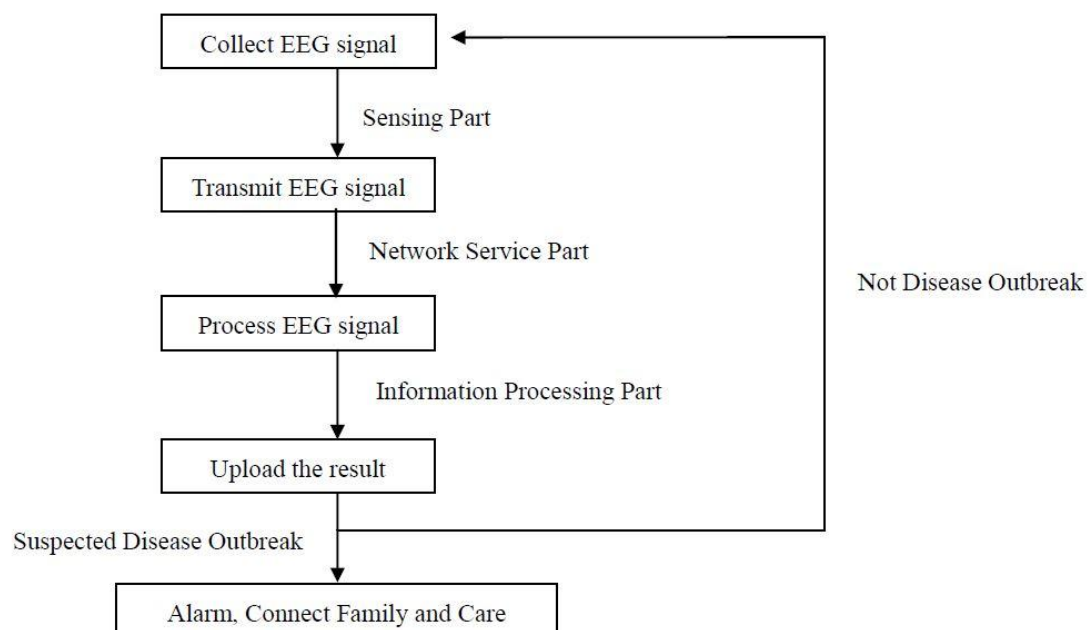 Collect EEG signal
Sensing Part
Transmit EEG signal
Network Service Part
Not Disease Outbreak
Process EEG signal
Information Processing Part
Upload the result
Suspected Disease Outbreak
Alarm, Connect Family and Care